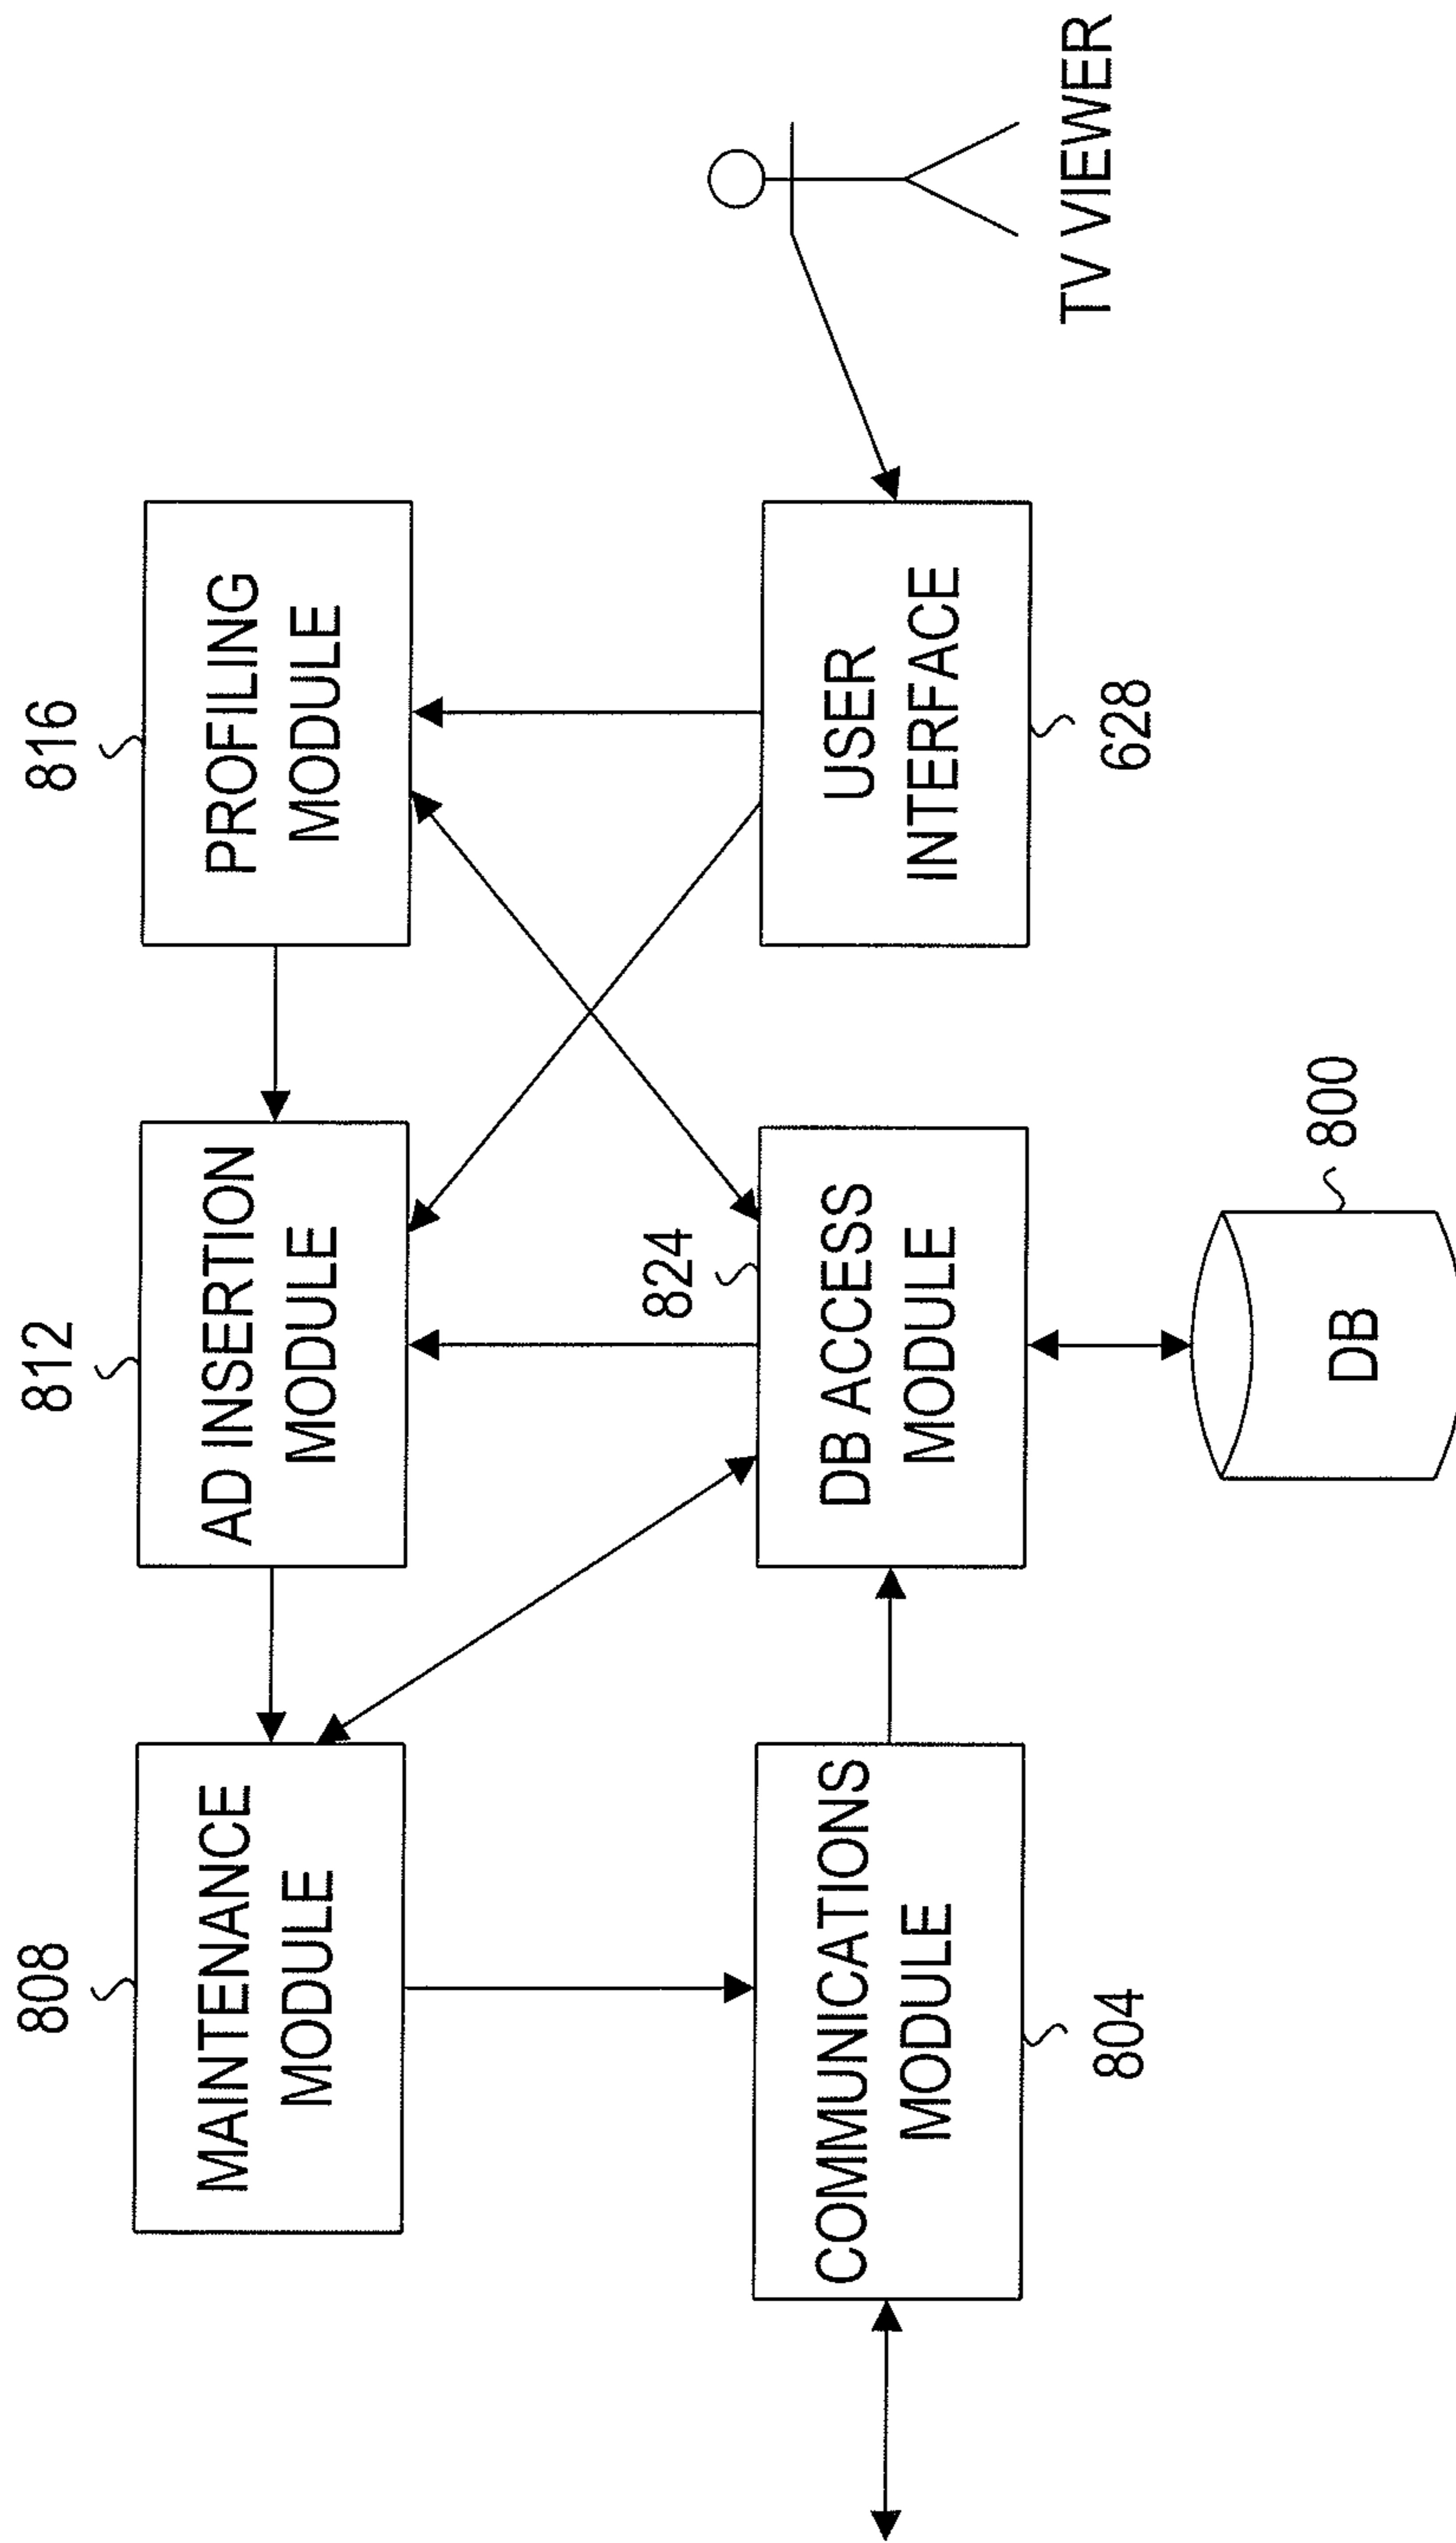 808
MAINTENANCE
MODULE
812
AD INSERTION
MODULE
816
PROFILING
MODULE
COMMUNICATIONS
MODULE
804
824
DB ACCESS
MODULE
USER
INTERFACE
628
TV VIEWER
800
DB